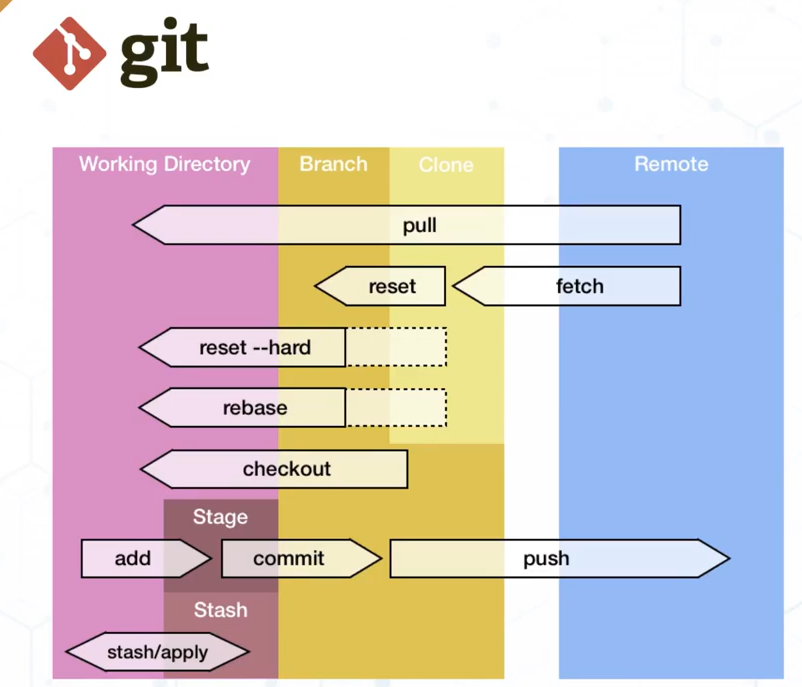 git
Working Directory
Branch
Clone
Remote
pull
reset
fetch
reset --hard
rebase
checkout
Stage
add
commit
push
Stash
stash/apply